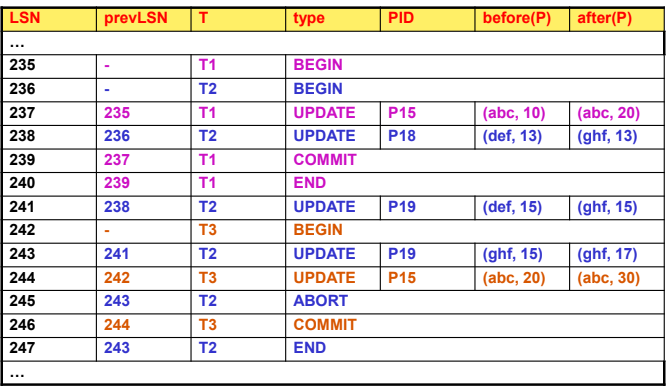 LSN prevLSN T type PID before(P) after(P)
...
235 - T1 BEGIN
236 - T2 BEGIN
237 235 T1 UPDATE P15 (abc, 10) (abc, 20)
238 236 T2 UPDATE P18 (def, 13) (ghf, 13)
239 237 T1 COMMIT
240 239 T1 END
241 238 T2 UPDATE P19 (def, 15) (ghf, 15)
242 - T3 BEGIN
243 241 T2 UPDATE P19 (ghf, 15) (ghf, 17)
244 242 T3 UPDATE P15 (abc, 20) (abc, 30)
245 243 T2 ABORT
246 244 T3 COMMIT
247 243 T2 END
...